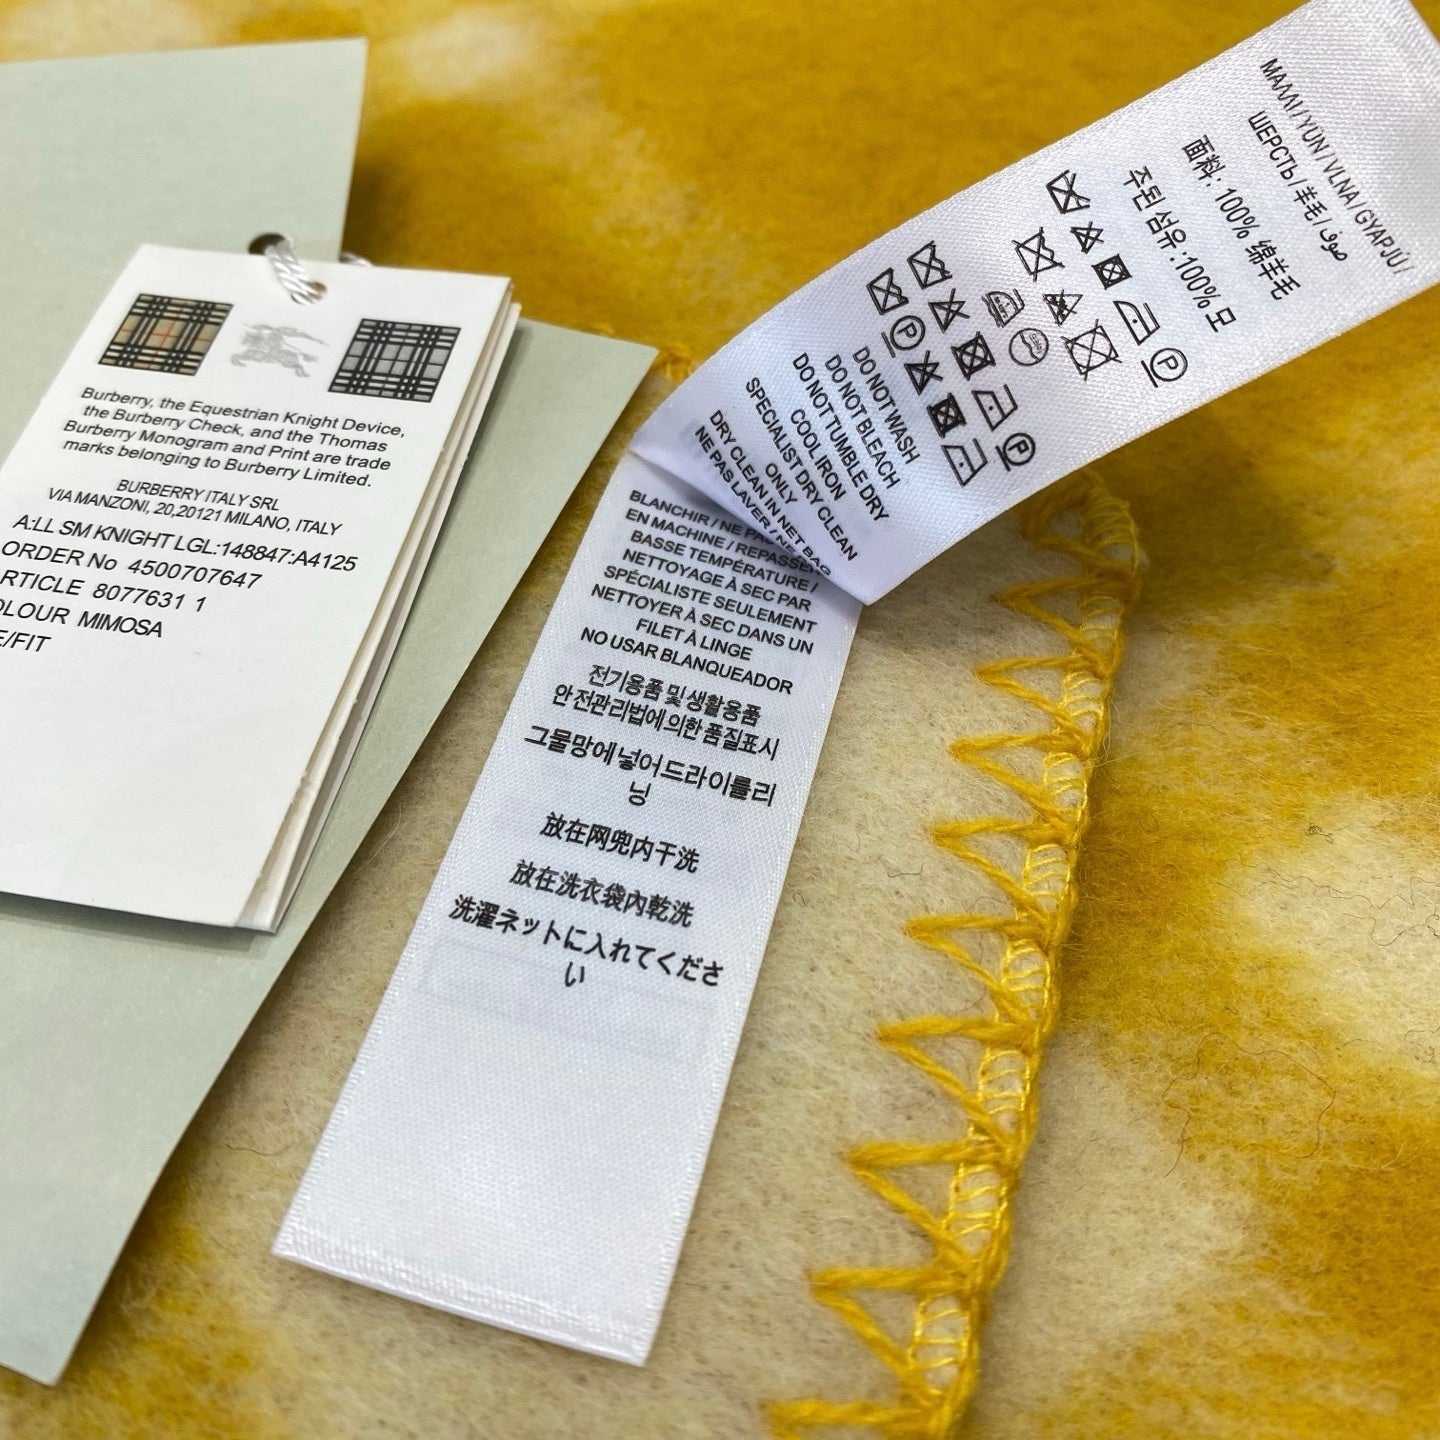 Burberry, the Equestrian Knight Device,
the Burberry Check, and the Thomas
Burberry Monogram and Print are trade
marks belonging to Burberry Limited.
BURBERRY ITALY SRL
VIA MANZONI, 20,20121 MILANO, ITALY
A:LL SM KNIGHT LGL:148847:A4125
ORDER No 4500707647
RTICLE 8077631 1
OLOUR MIMOSA
E/FIT
ΜΑΛΛΙ / YÜN / VLNA / GYAPJÚ /
ШЕРСТЬ / 羊毛 / صوف
面料: 100% 绵羊毛
주된 섬유 :100% 모
DO NOT WASH
DO NOT BLEACH
DO NOT TUMBLE DRY
COOL IRON
SPECIALIST DRY CLEAN
ONLY
DRY CLEAN IN NET BAG
NE PAS LAVER / NE PAS
BLANCHIR / NE PAS
EN MACHINE / REPASSER
BASSE TEMPÉRATURE /
NETTOYAGE À SEC PAR
SPÉCIALISTE SEULEMENT
NETTOYER À SEC DANS UN
FILET À LINGE
NO USAR BLANQUEADOR
전기용품 및 생활용품
안전관리법에 의한 품질표시
그물망에 넣어 드라이클리
닝
放在网兜内干洗
放在洗衣袋內乾洗
洗濯ネットに入れてくださ
い